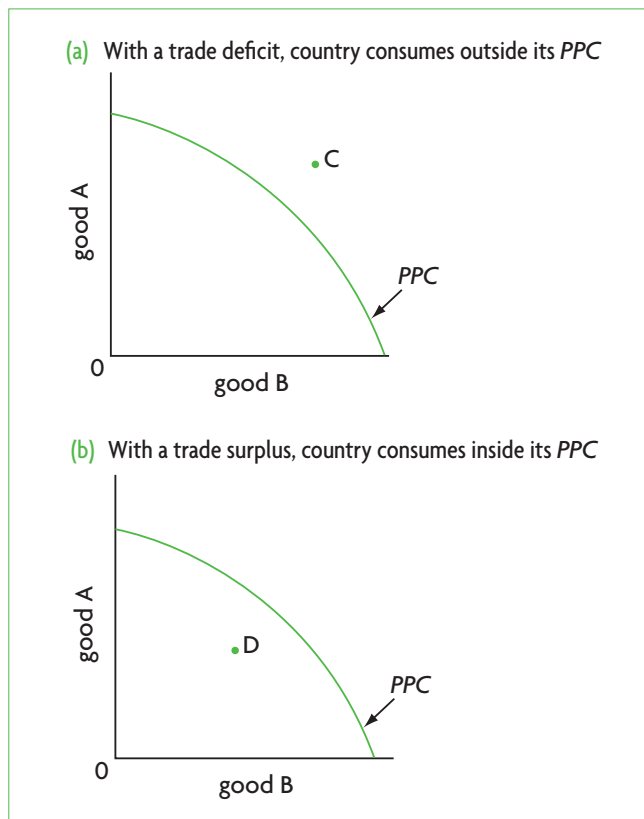 (a) With a trade deficit, country consumes outside its PPC
good A
C
PPC
0
good B
(b) With a trade surplus, country consumes inside its PPC
good A
D
PPC
0
good B